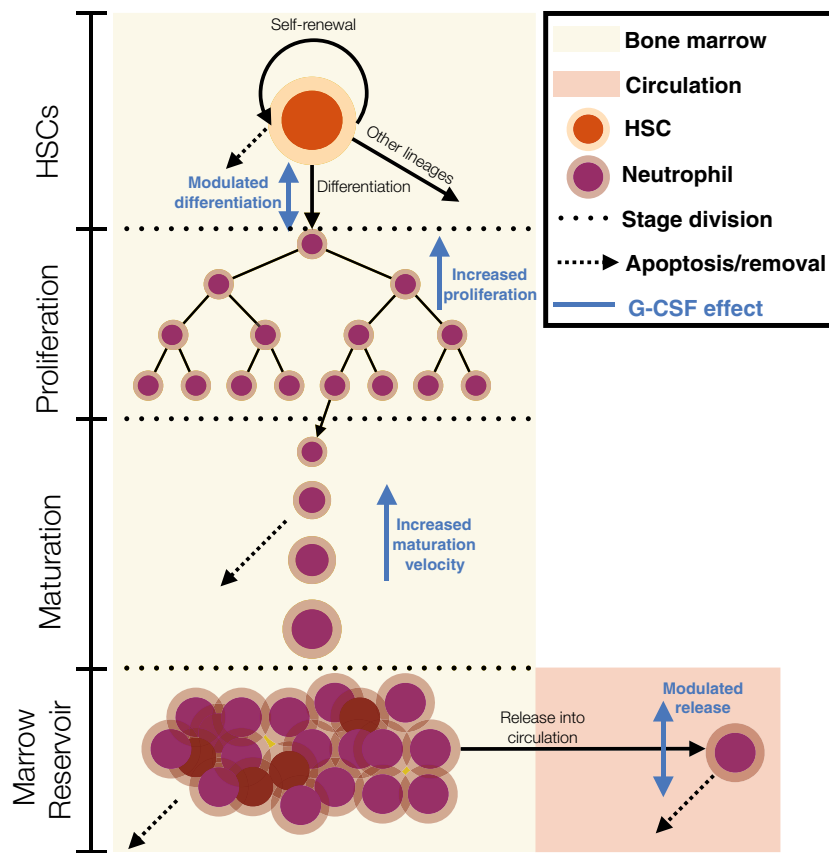 Self-renewal
HSCs
Other lineages
Modulated
differentiation
Differentiation
Proliferation
Increased
proliferation
Maturation
Increased
maturation
velocity
Marrow
Reservoir
Release into
circulation
Modulated
release
Bone marrow
Circulation
HSC
Neutrophil
Stage division
Apoptosis/removal
G-CSF effect